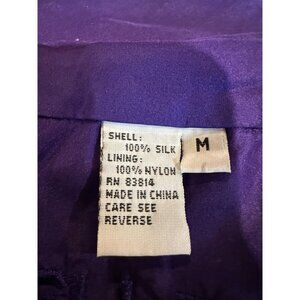 SHELL:
100% SILK
LINING:
100% NYLON
RN 83814
MADE IN CHINA
CARE SEE
REVERSE
M